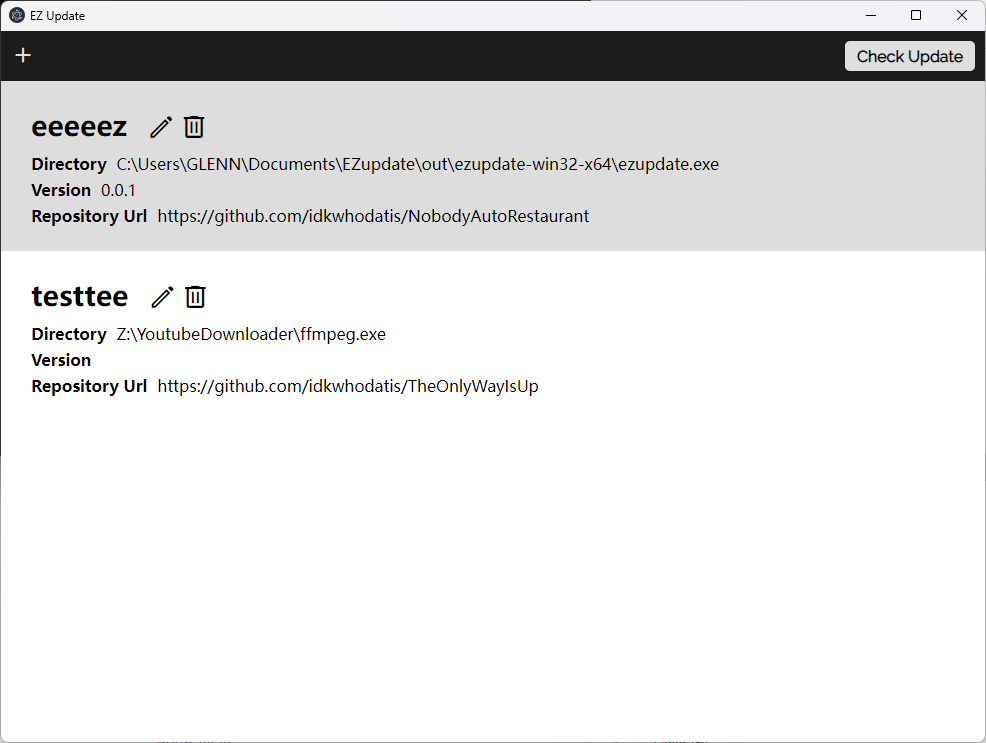 EZ Update
Check Update
eeeeez
Directory C:\Users\GLENN\Documents\EZupdate\out\ezupdate-win32-x64\ezupdate.exe
Version 0.0.1
Repository Url https://github.com/idkwhodatis/NobodyAutoRestaurant
testtee
Directory Z:\YoutubeDownloader\ffmpeg.exe
Version
Repository Url https://github.com/idkwhodatis/TheOnlyWayIsUp